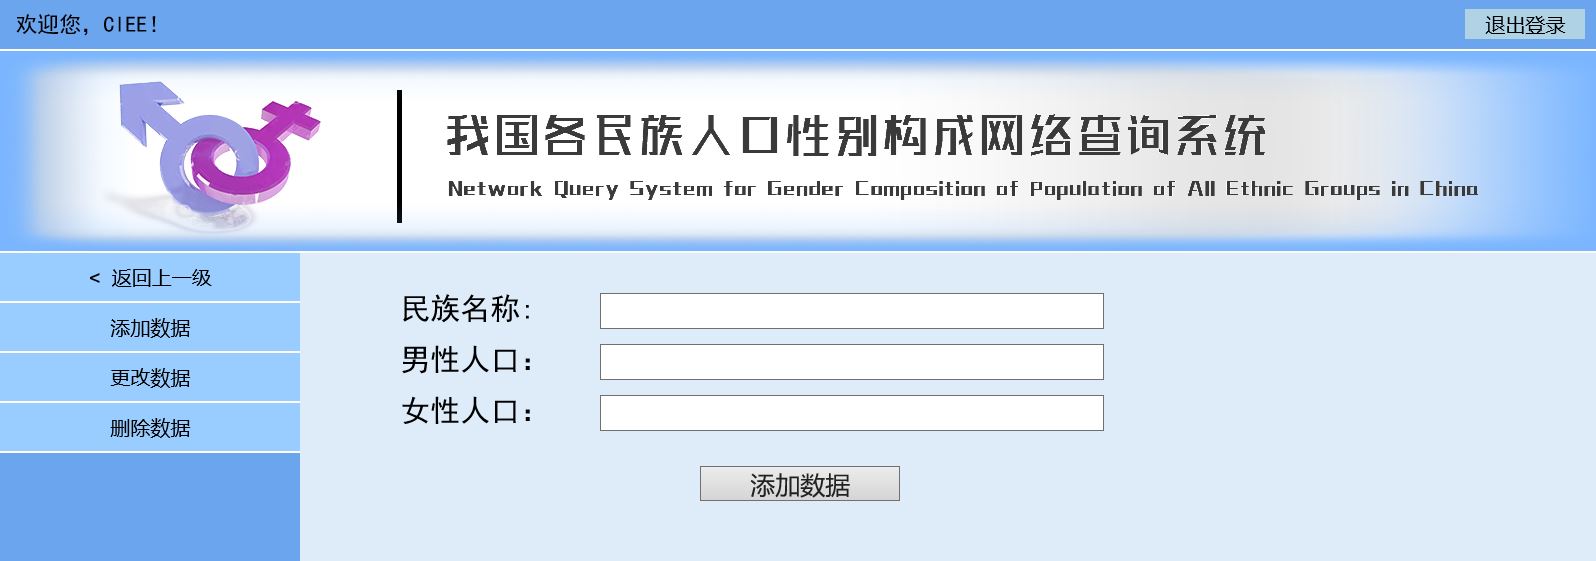 欢迎您，CIEE!
退出登录
我国各民族人口性别构成网络查询系统
Network Query System for Gender Composition of Population of All Ethnic Groups in China
< 返回上一级
添加数据
更改数据
删除数据
民族名称:
男性人口：
女性人口：
添加数据